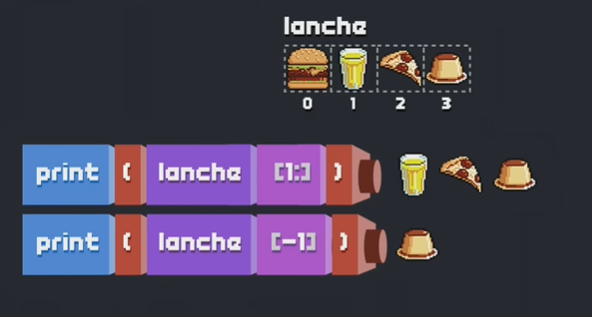 lanche
0 1 2 3
print ( lanche [1:] )
print ( lanche [-1] )